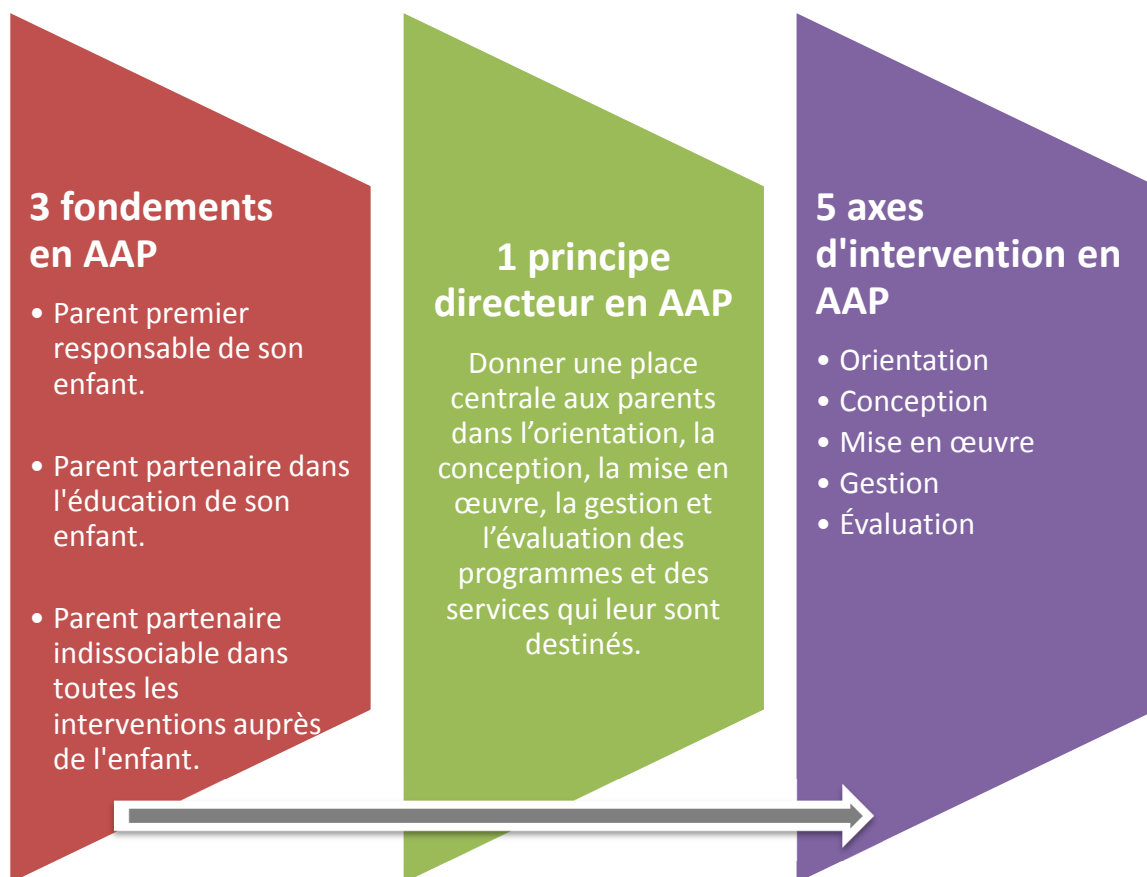 3 fondements
en AAP
• Parent premier
responsable de son
enfant.
• Parent partenaire dans
l'éducation de son
enfant.
• Parent partenaire
indissociable dans
toutes les
interventions auprès
de l'enfant.
1 principe
directeur en AAP
Donner une place
centrale aux parents
dans l’orientation, la
conception, la mise en
œuvre, la gestion et
l’évaluation des
programmes et des
services qui leur sont
destinés.
5 axes
d'intervention en
AAP
• Orientation
• Conception
• Mise en œuvre
• Gestion
• Évaluation